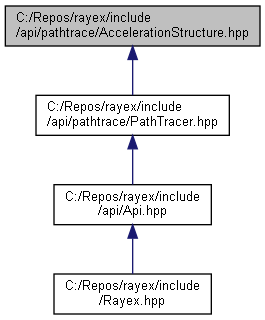 C:/Repos/rayex/include
/api/pathtrace/AccelerationStructure.hpp
C:/Repos/rayex/include
/api/pathtrace/PathTracer.hpp
C:/Repos/rayex/include
/api/Api.hpp
C:/Repos/rayex/include
/Rayex.hpp